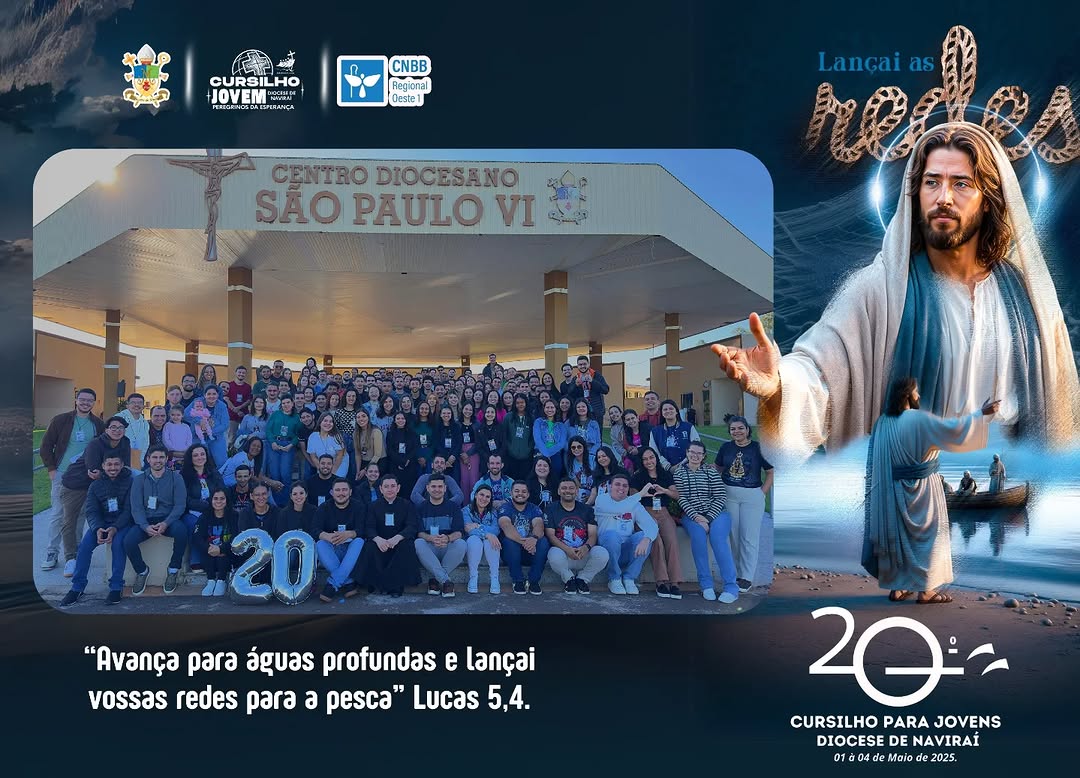 CURSILHO
JOVEM DIOCESE DE NAVIRAÍ
PEREGRINOS DA ESPERANÇA
CNBB
Regional
Oeste 1
Lançai as
redes
CENTRO DIOCESANO
SÃO PAULO VI
20
“Avança para águas profundas e lançai
vossas redes para a pesca” Lucas 5,4.
20º
CURSILHO PARA JOVENS
DIOCESE DE NAVIRAÍ
01 à 04 de Maio de 2025.